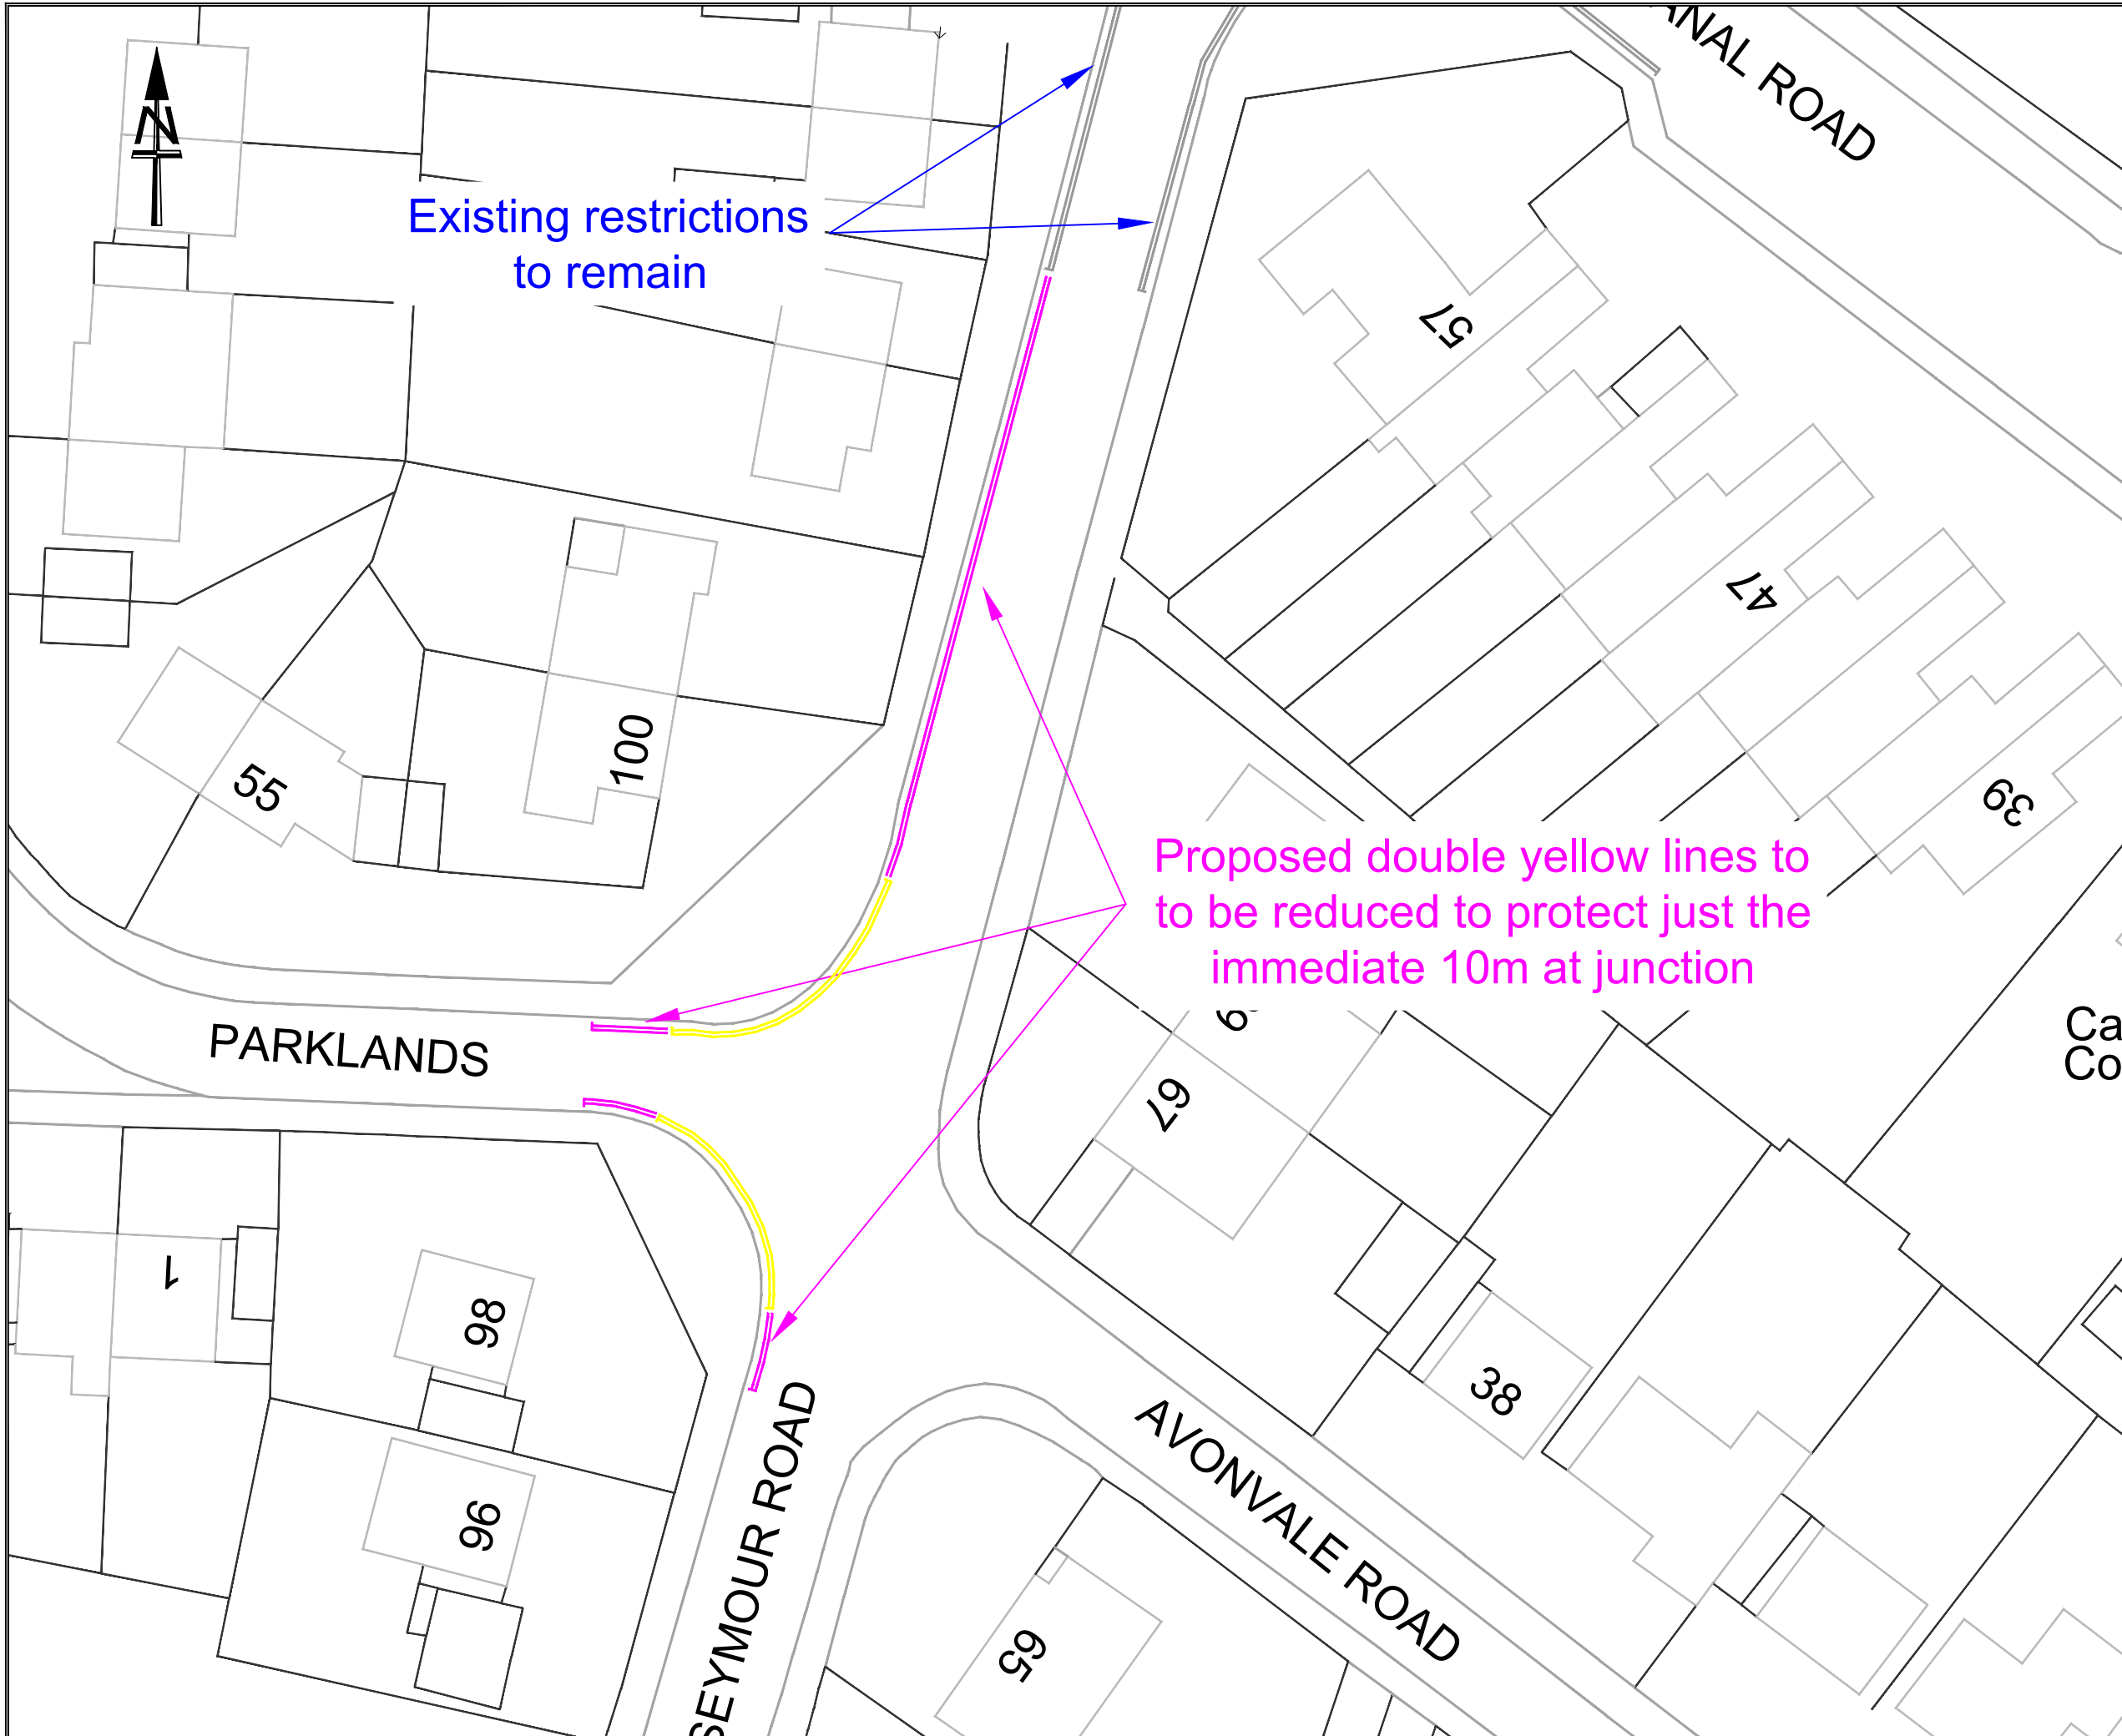 N
ANAL ROAD
Existing restrictions
to remain
57
47
39
100
55
Proposed double yellow lines to
to be reduced to protect just the
immediate 10m at junction
Ca
Co
PARKLANDS
67
1
98
38
96
SEYMOUR ROAD
AVONVALE ROAD
65